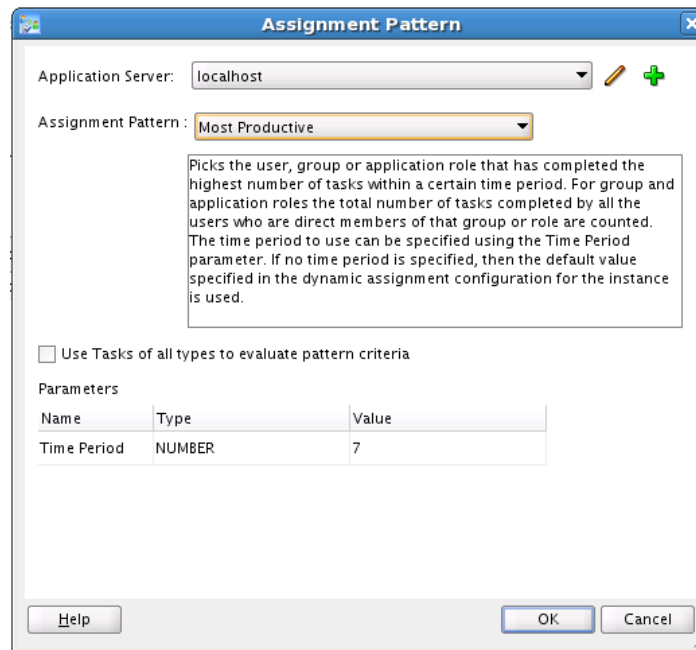 Assignment Pattern
Application Server: localhost
Assignment Pattern : Most Productive
Picks the user, group or application role that has completed the
highest number of tasks within a certain time period. For group and
application roles the total number of tasks completed by all the
users who are direct members of that group or role are counted.
The time period to use can be specified using the Time Period
parameter. If no time period is specified, then the default value
specified in the dynamic assignment configuration for the instance
is used.
Use Tasks of all types to evaluate pattern criteria
Parameters
Name Type Value
Time Period NUMBER 7
Help OK Cancel